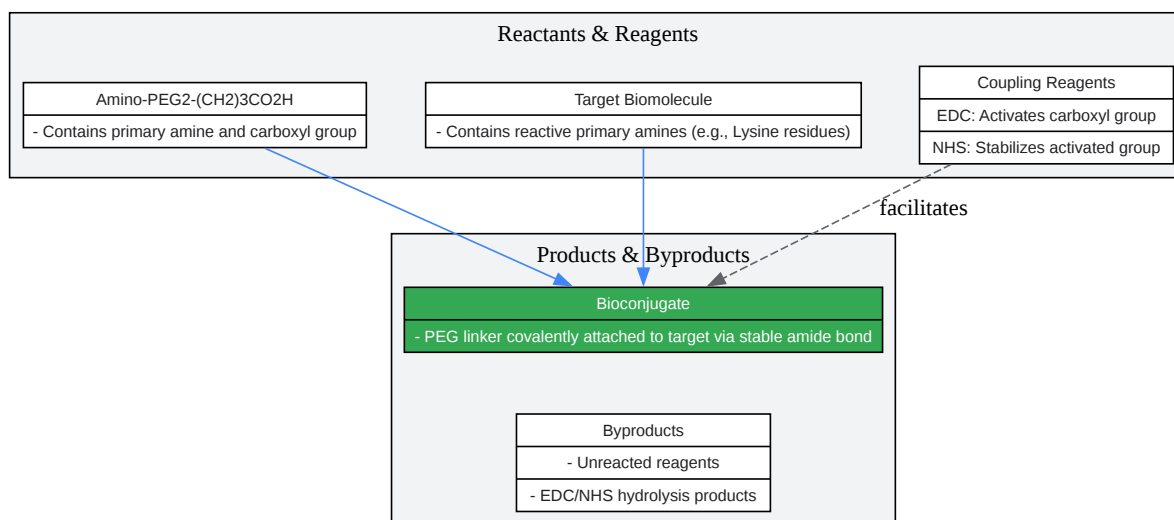 Reactants & Reagents
Amino-PEG2-(CH2)3CO2H
- Contains primary amine and carboxyl group
Target Biomolecule
- Contains reactive primary amines (e.g., Lysine residues)
Coupling Reagents
EDC: Activates carboxyl group
NHS: Stabilizes activated group
facilitates
Products & Byproducts
Bioconjugate
- PEG linker covalently attached to target via stable amide bond
Byproducts
- Unreacted reagents
- EDC/NHS hydrolysis products